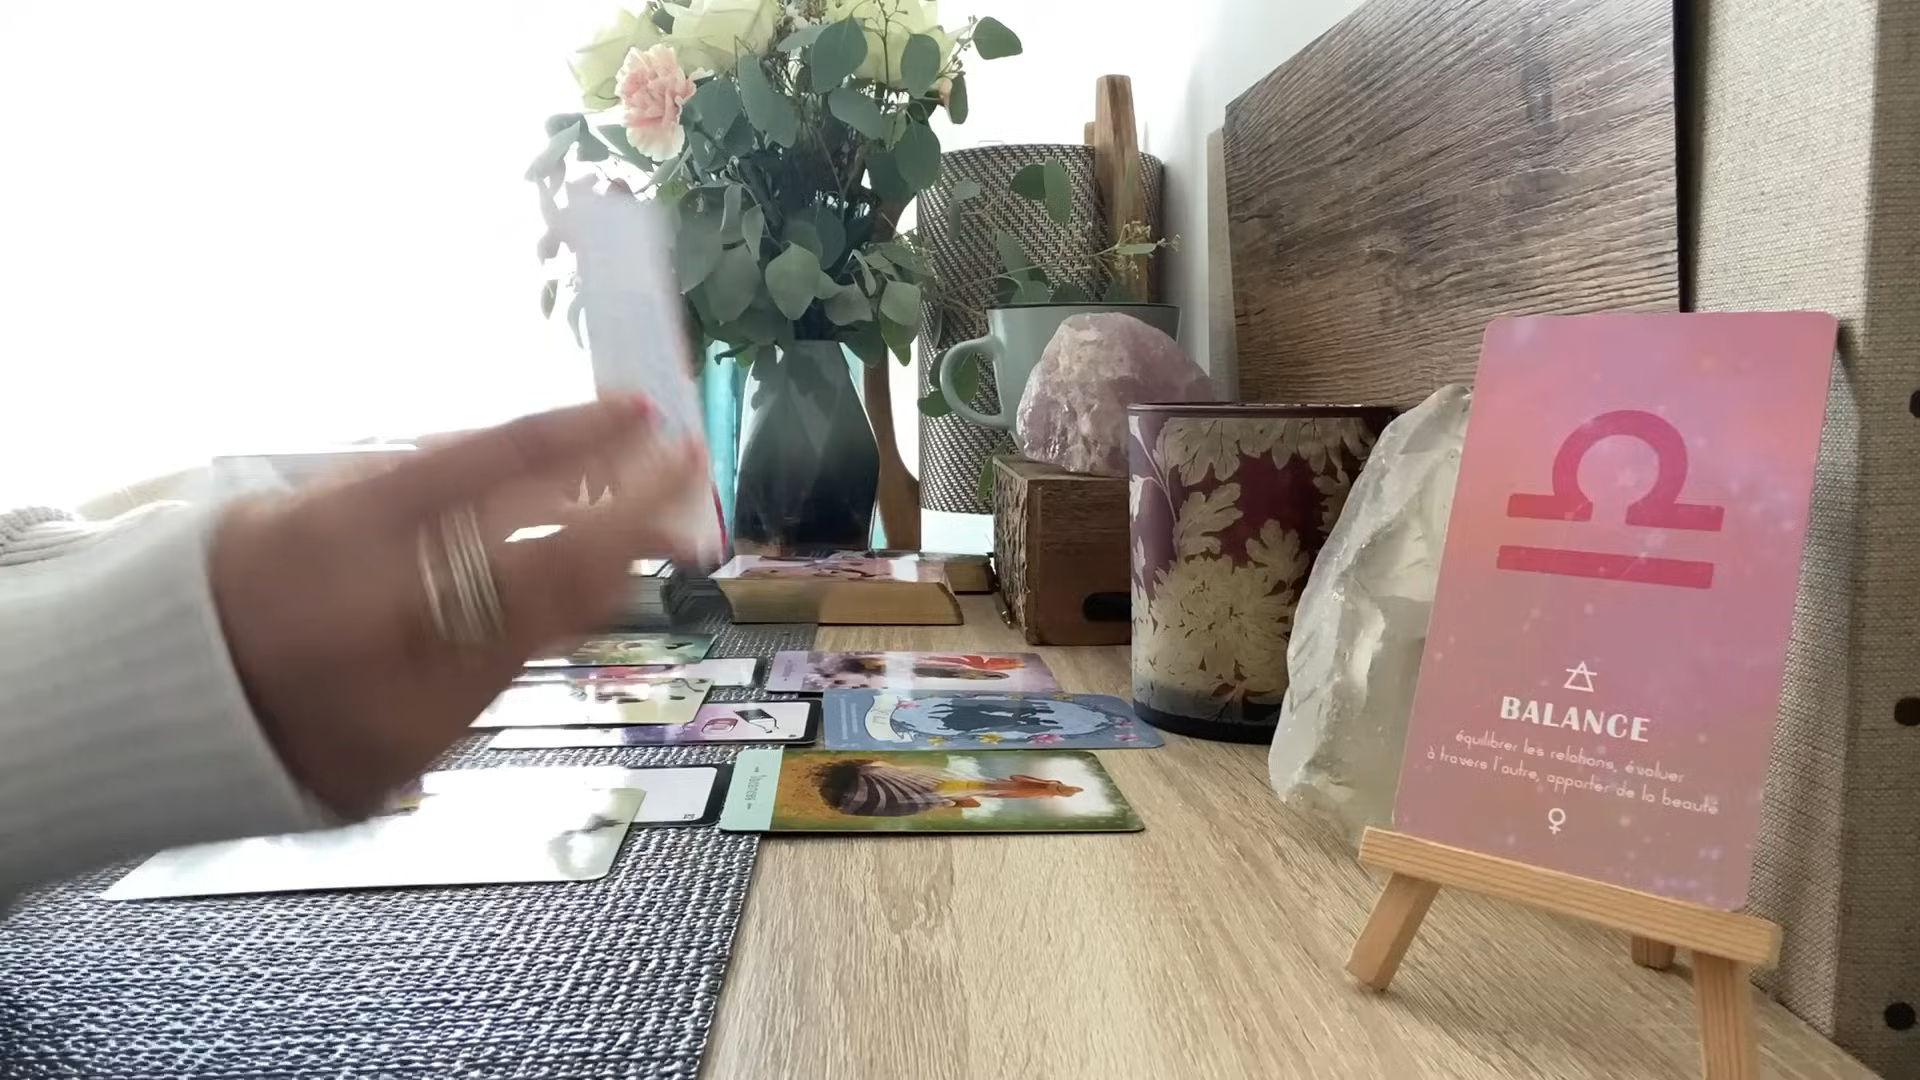 BALANCE
équilibrer les relations, évoluer
à travers l'autre, apporter de la beauté